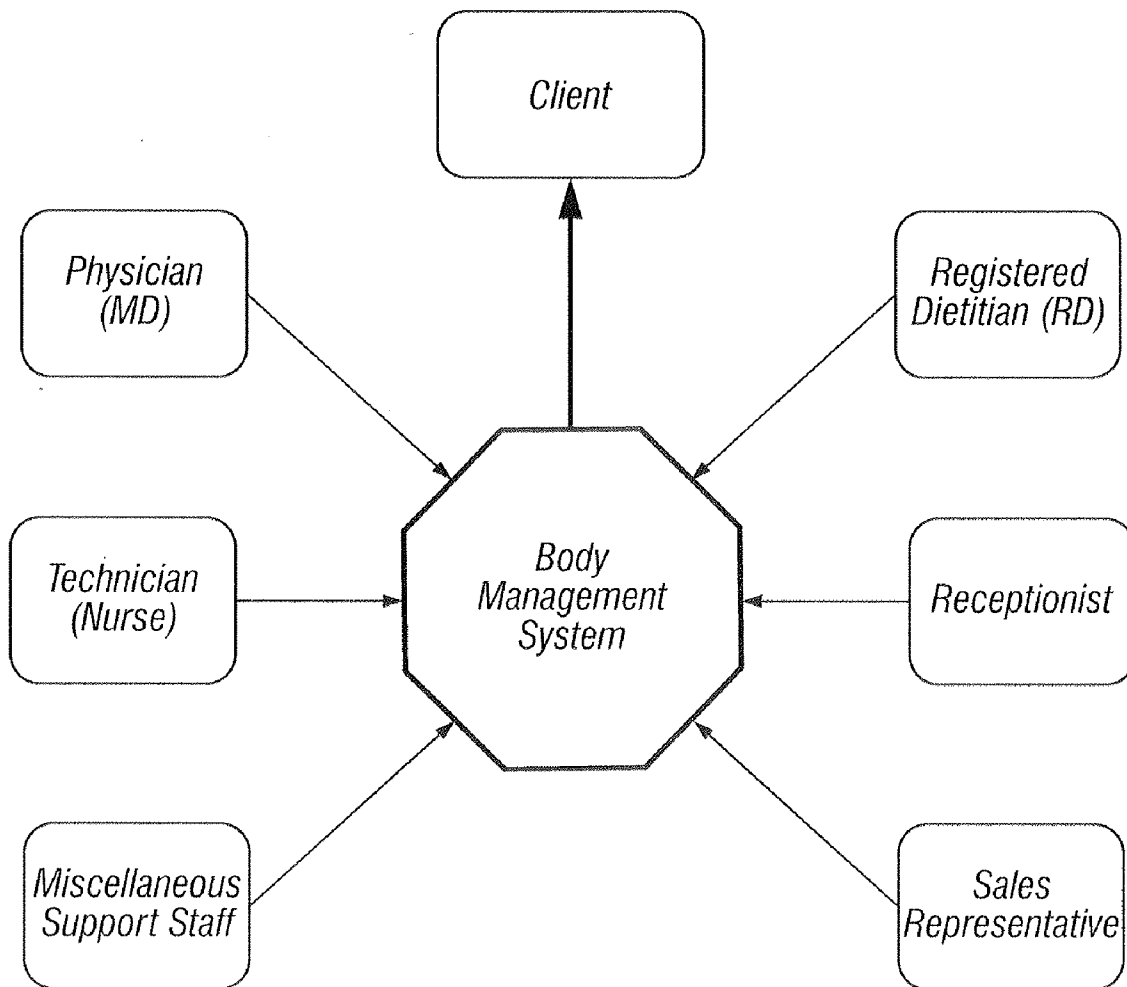 Client
Physician
(MD)
Registered
Dietitian (RD)
Technician
(Nurse)
Body
Management
System
Receptionist
Miscellaneous
Support Staff
Sales
Representative